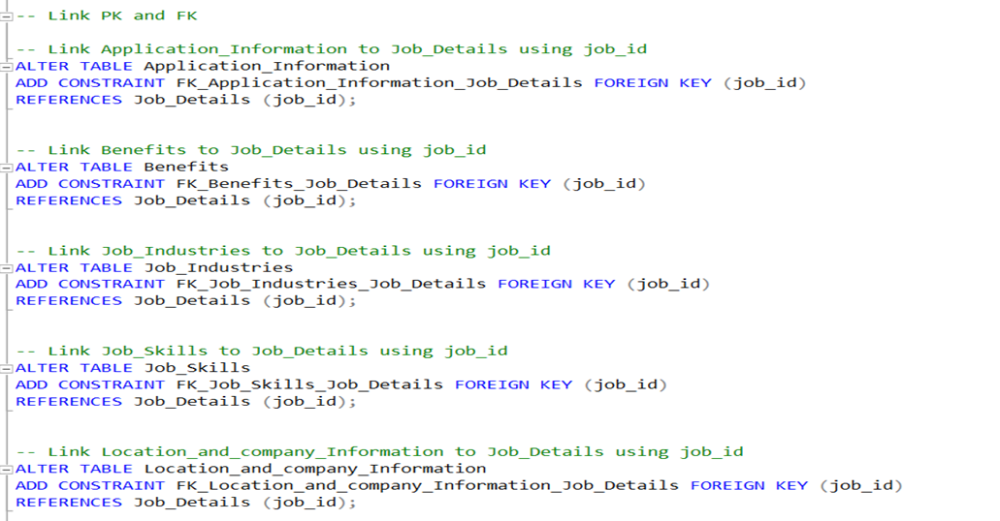 -- Link PK and FK
-- Link Application_Information to Job_Details using job_id
ALTER TABLE Application_Information
ADD CONSTRAINT FK_Application_Information_Job_Details FOREIGN KEY (job_id)
REFERENCES Job_Details (job_id);
-- Link Benefits to Job_Details using job_id
ALTER TABLE Benefits
ADD CONSTRAINT FK_Benefits_Job_Details FOREIGN KEY (job_id)
REFERENCES Job_Details (job_id);
-- Link Job_Industries to Job_Details using job_id
ALTER TABLE Job_Industries
ADD CONSTRAINT FK_Job_Industries_Job_Details FOREIGN KEY (job_id)
REFERENCES Job_Details (job_id);
-- Link Job_Skills to Job_Details using job_id
ALTER TABLE Job_Skills
ADD CONSTRAINT FK_Job_Skills_Job_Details FOREIGN KEY (job_id)
REFERENCES Job_Details (job_id);
-- Link Location_and_company_Information to Job_Details using job_id
ALTER TABLE Location_and_company_Information
ADD CONSTRAINT FK_Location_and_company_Information_Job_Details FOREIGN KEY (job_id)
REFERENCES Job_Details (job_id);